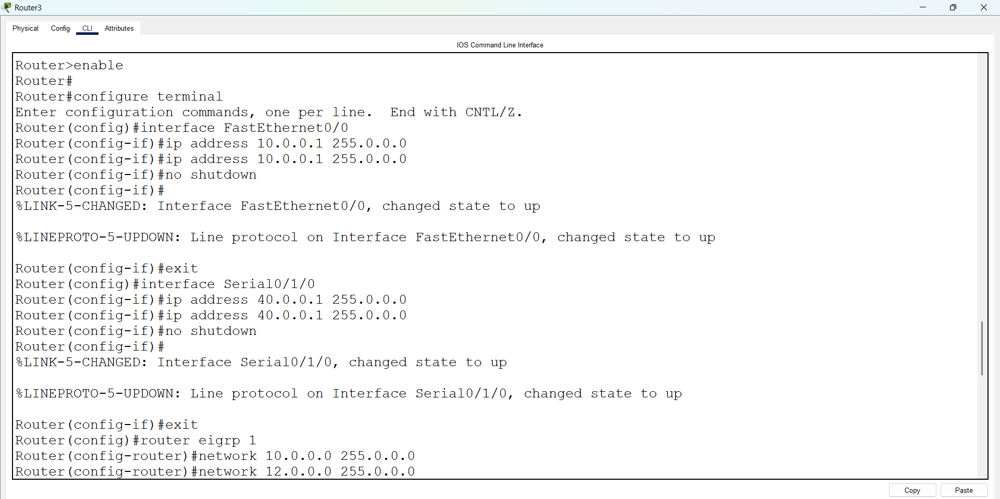 Router3
Physical Config CLI Attributes
IOS Command Line Interface
Router>enable
Router#
Router#configure terminal
Enter configuration commands, one per line.  End with CNTL/Z.
Router(config)#interface FastEthernet0/0
Router(config-if)#ip address 10.0.0.1 255.0.0.0
Router(config-if)#ip address 10.0.0.1 255.0.0.0
Router(config-if)#no shutdown
Router(config-if)#
%LINK-5-CHANGED: Interface FastEthernet0/0, changed state to up
%LINEPROTO-5-UPDOWN: Line protocol on Interface FastEthernet0/0, changed state to up
Router(config-if)#exit
Router(config)#interface Serial0/1/0
Router(config-if)#ip address 40.0.0.1 255.0.0.0
Router(config-if)#ip address 40.0.0.1 255.0.0.0
Router(config-if)#no shutdown
Router(config-if)#
%LINK-5-CHANGED: Interface Serial0/1/0, changed state to up
%LINEPROTO-5-UPDOWN: Line protocol on Interface Serial0/1/0, changed state to up
Router(config-if)#exit
Router(config)#router eigrp 1
Router(config-router)#network 10.0.0.0 255.0.0.0
Router(config-router)#network 12.0.0.0 255.0.0.0
Copy Paste